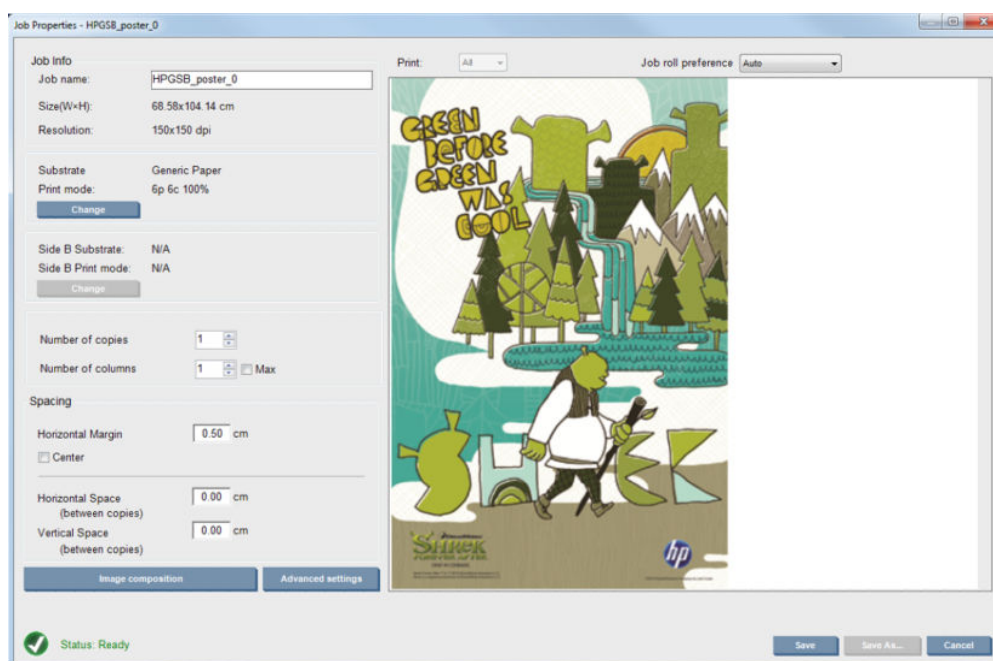 Job Properties - HPGSB_poster_0
Job Info
Job name: HPGSB_poster_0
Size(W×H): 68.58x104.14 cm
Resolution: 150x150 dpi
Substrate Generic Paper
Print mode: 6p 6c 100%
Change
Side B Substrate: N/A
Side B Print mode: N/A
Change
Number of copies 1
Number of columns 1 Max
Spacing
Horizontal Margin 0.50 cm
Center
Horizontal Space 0.00 cm
(between copies)
Vertical Space 0.00 cm
(between copies)
Image composition Advanced settings
Status: Ready
Print: All Job roll preference Auto
GREEN
BEFORE
GREEN
WAS
COOL
SHREK
SHREK
hp
Save Save As... Cancel